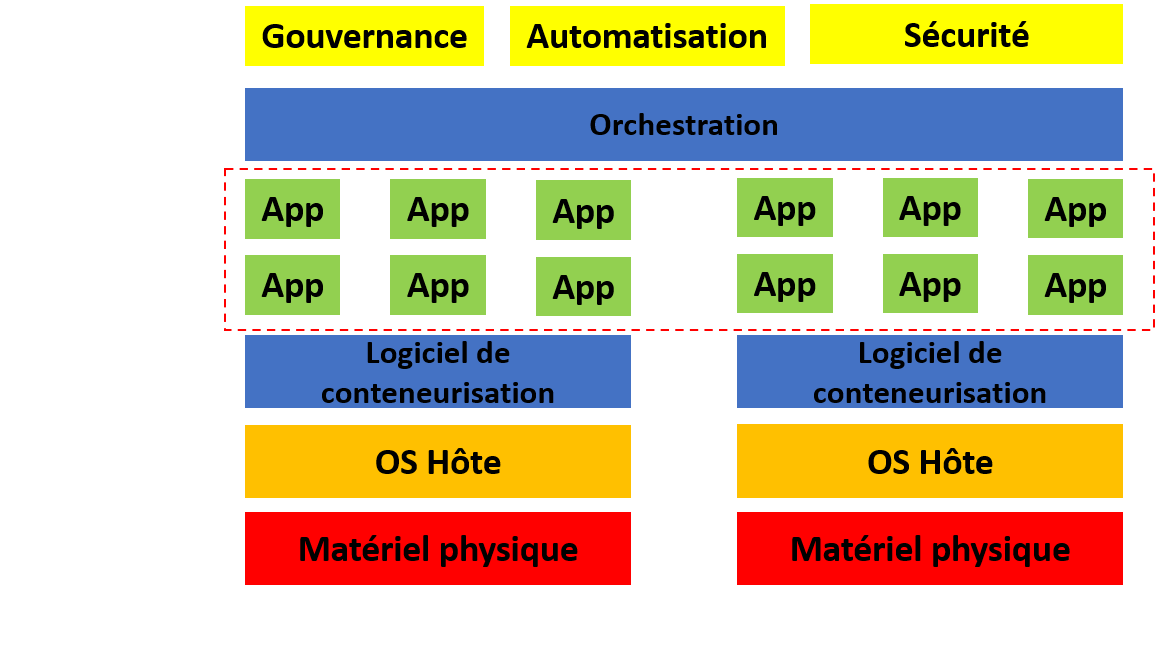 Gouvernance
Automatisation
Sécurité
Orchestration
App
App
App
App
App
App
App
App
App
App
App
App
Logiciel de
conteneurisation
Logiciel de
conteneurisation
OS Hôte
OS Hôte
Matériel physique
Matériel physique